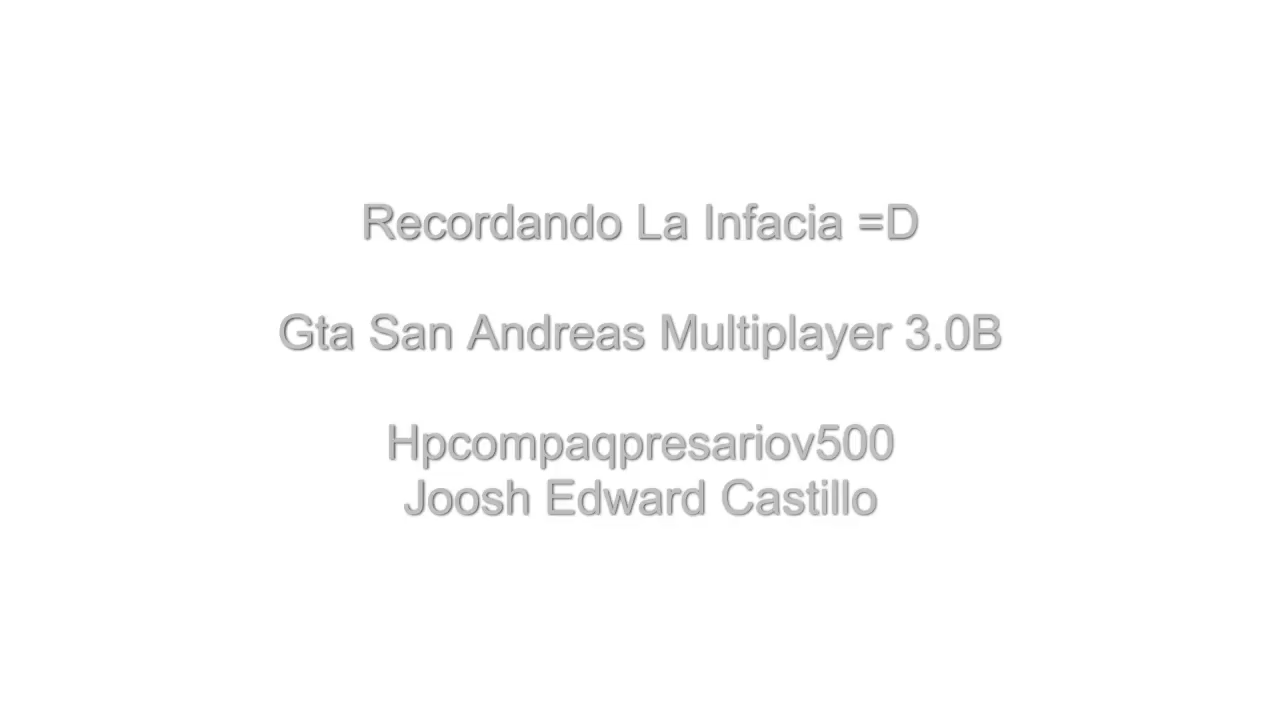 Recordando La Infacia =D
Gta San Andreas Multiplayer 3.0B
Hpcompaqpresariov500
Joosh Edward Castillo